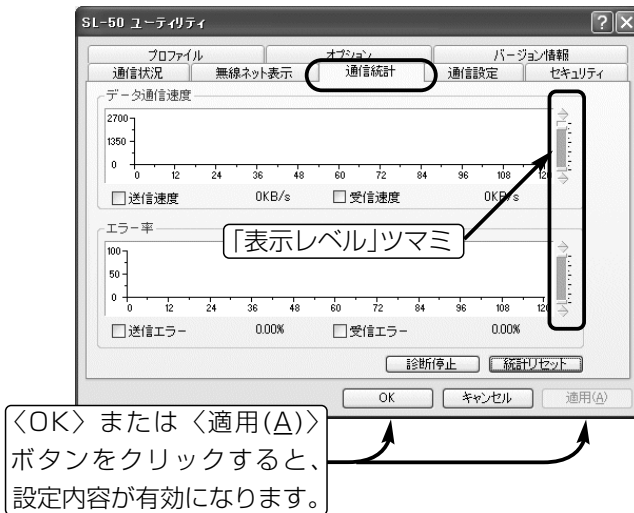 SL-50 ユーティリティ
プロファイル オプション バージョン情報
通信状況 無線ネット表示 通信統計 通信設定 セキュリティ
データ通信速度
2700
1350
0
0 12 24 36 48 60 72 84 96 108 120
送信速度 0KB/s 受信速度 0KB/s
「表示レベル」ツマミ
エラー率
100
50
0
0 12 24 36 48 60 72 84 96 108 120
送信エラー 0.00% 受信エラー 0.00%
診断停止 統計リセット
OK キャンセル 適用(A)
〈OK〉または〈適用(A)〉
ボタンをクリックすると、
設定内容が有効になります。